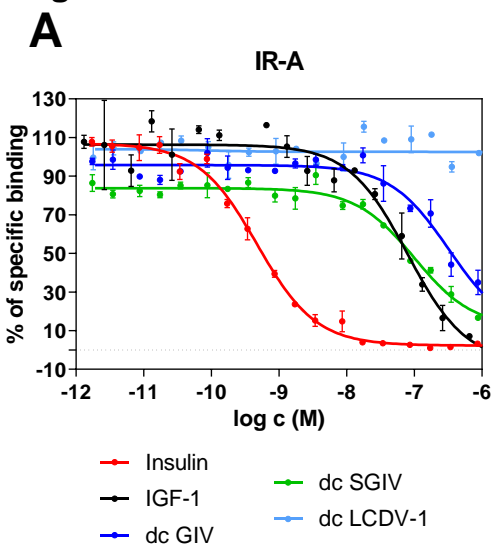 A
IR-A
% of specific binding
130
110
90
70
50
30
10
-10
-12 -11 -10 -9 -8 -7 -6
log c (M)
Insulin
IGF-1
dc GIV
dc SGIV
dc LCDV-1